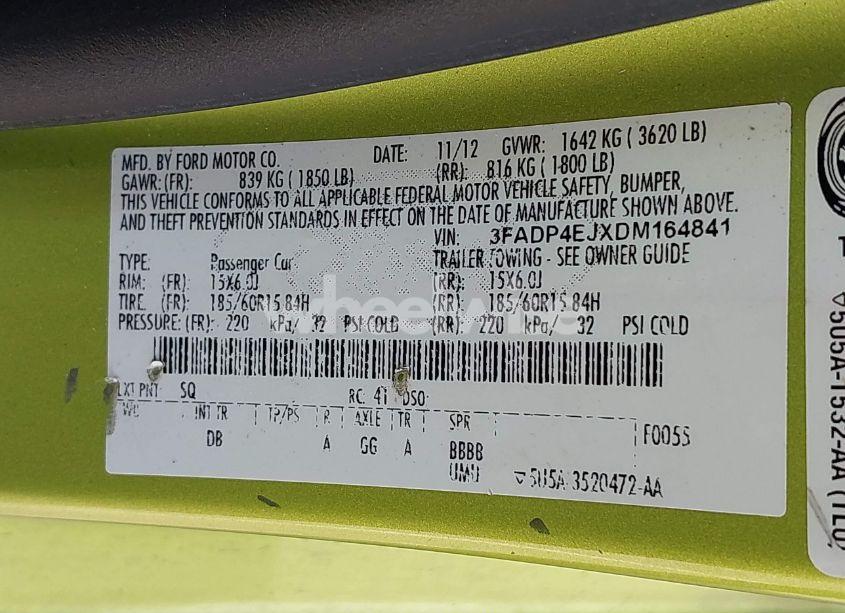 MFD. BY FORD MOTOR CO. DATE: 11/12 GVWR: 1642 KG ( 3620 LB)
GAWR:(FR): 839 KG ( 1850 LB) (RR): 816 KG ( 1800 LB)
THIS VEHICLE CONFORMS TO ALL APPLICABLE FEDERAL MOTOR VEHICLE SAFETY, BUMPER,
AND THEFT PREVENTION STANDARDS IN EFFECT ON THE DATE OF MANUFACTURE SHOWN ABOVE.
VIN: 3FADP4EJXDM164841
TYPE: Passenger Car TRAILER TOWING - SEE OWNER GUIDE
RIM: (FR): 15X6.0J (RR): 15X6.0J
TIRE. (FR): 185/60R15 84H (RR): 185/60R15 84H
PRESSURE: (FR): 220 kPa/ 32 PSI COLD (RR): 220 kPa/ 32 PSI COLD
EXT PNT: SQ RC: 41 DSO:
WB INT TR TP/PS R AXLE TR SPR F0055
DB A GG A BBBB
UMU 5U5A-3520472-AA